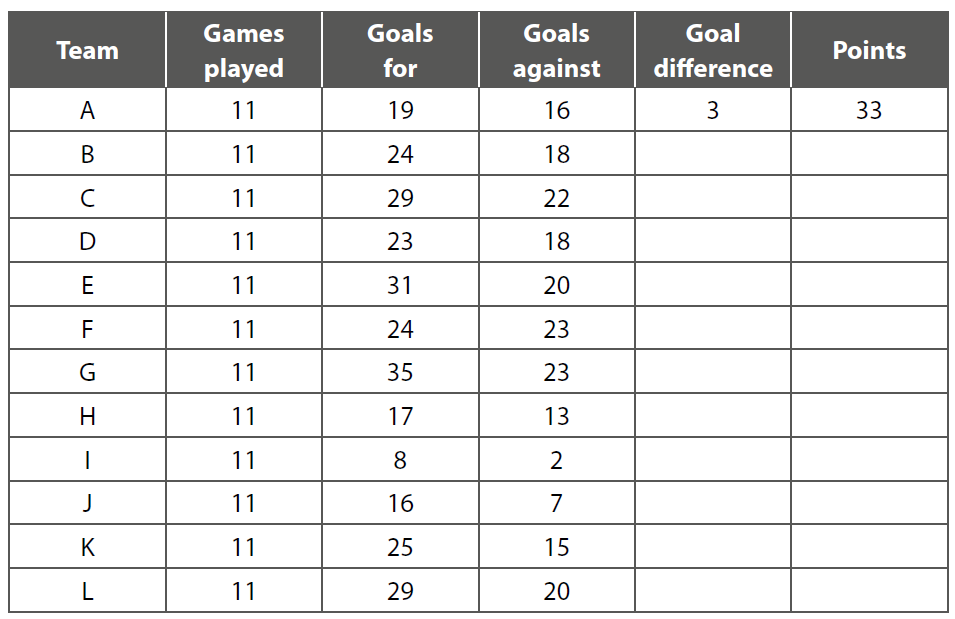 Team Games played Goals for Goals against Goal difference Points
A 11 19 16 3 33
B 11 24 18
C 11 29 22
D 11 23 18
E 11 31 20
F 11 24 23
G 11 35 23
H 11 17 13
I 11 8 2
J 11 16 7
K 11 25 15
L 11 29 20